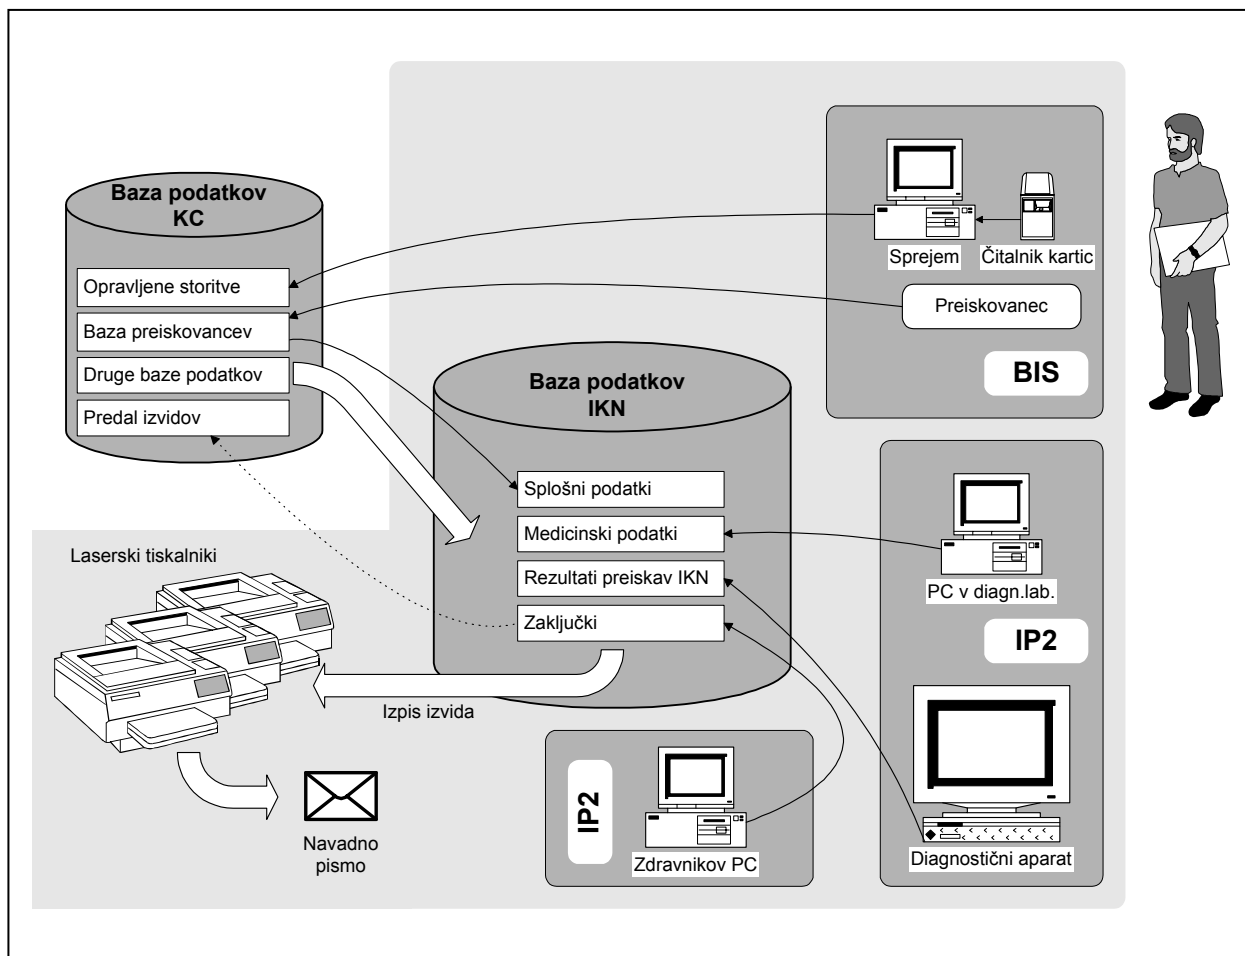 Baza podatkov
KC
Opravljene storitve
Baza preiskovancev
Druge baze podatkov
Predal izvidov
Sprejem
Čitalnik kartic
Preiskovanec
BIS
Baza podatkov
IKN
Splošni podatki
Medicinski podatki
Rezultati preiskav IKN
Zaključki
PC v diagn.lab.
IP2
Diagnostični aparat
Laserski tiskalniki
Izpis izvida
Navadno
pismo
IP2
Zdravnikov PC